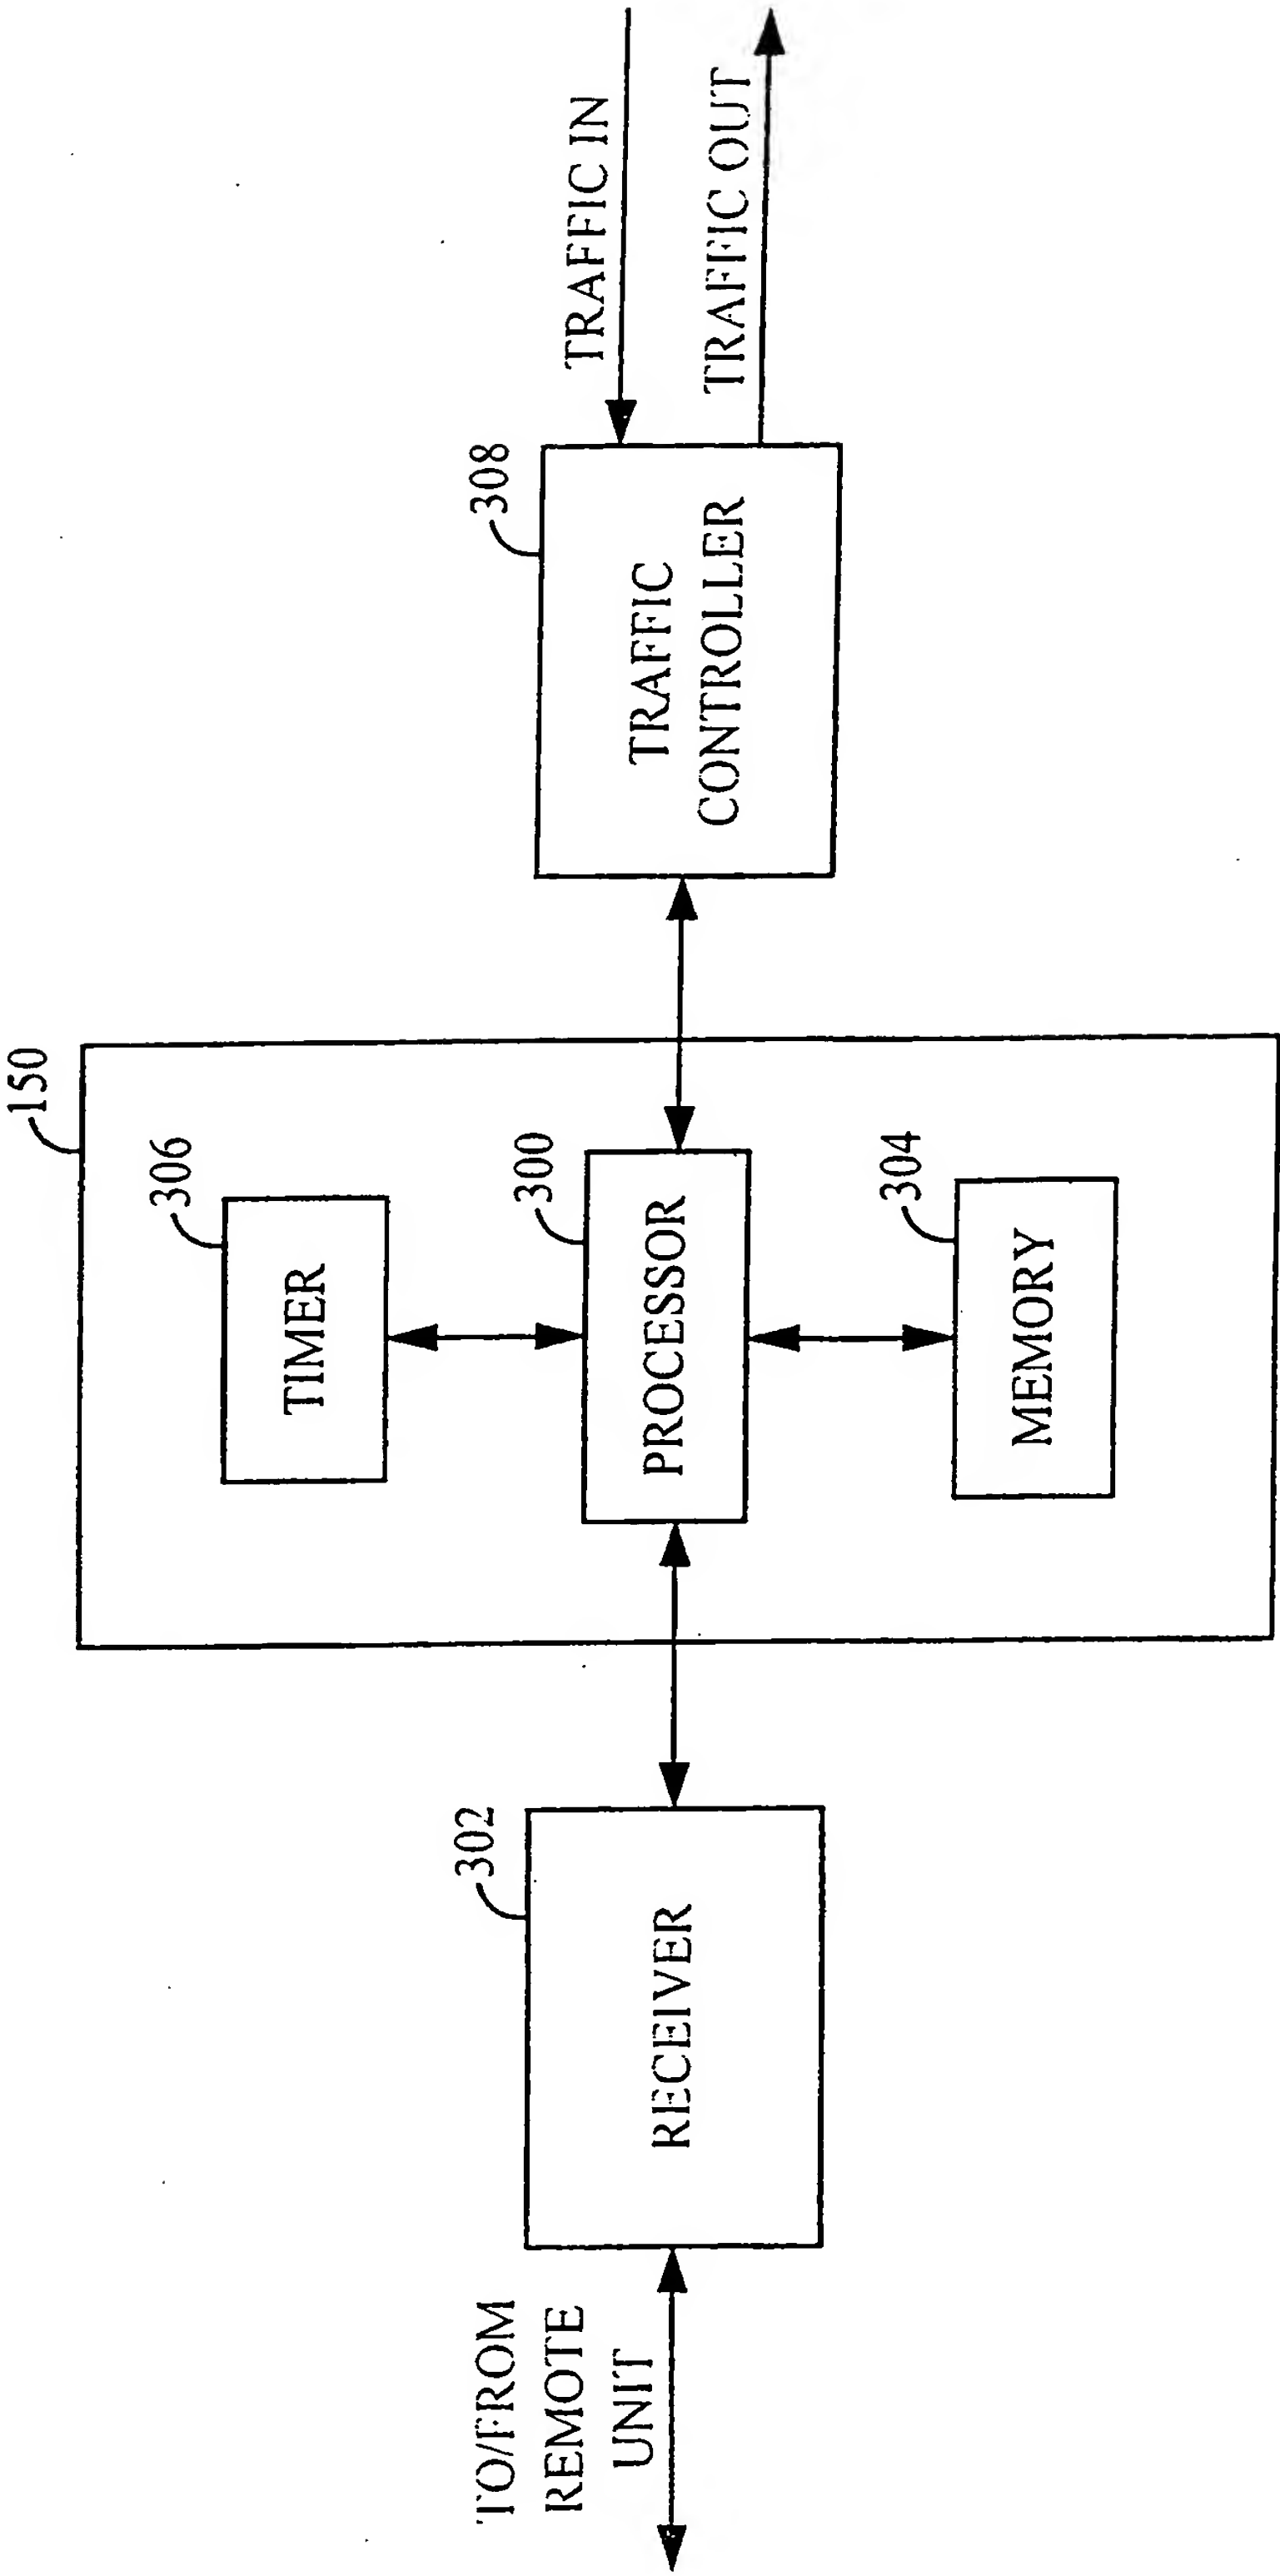 150
306
TIMER
TO/FROM
REMOTE
UNIT
302
RECEIVER
300
PROCESSOR
308
TRAFFIC
CONTROLLER
TRAFFIC IN
TRAFFIC OUT
304
MEMORY